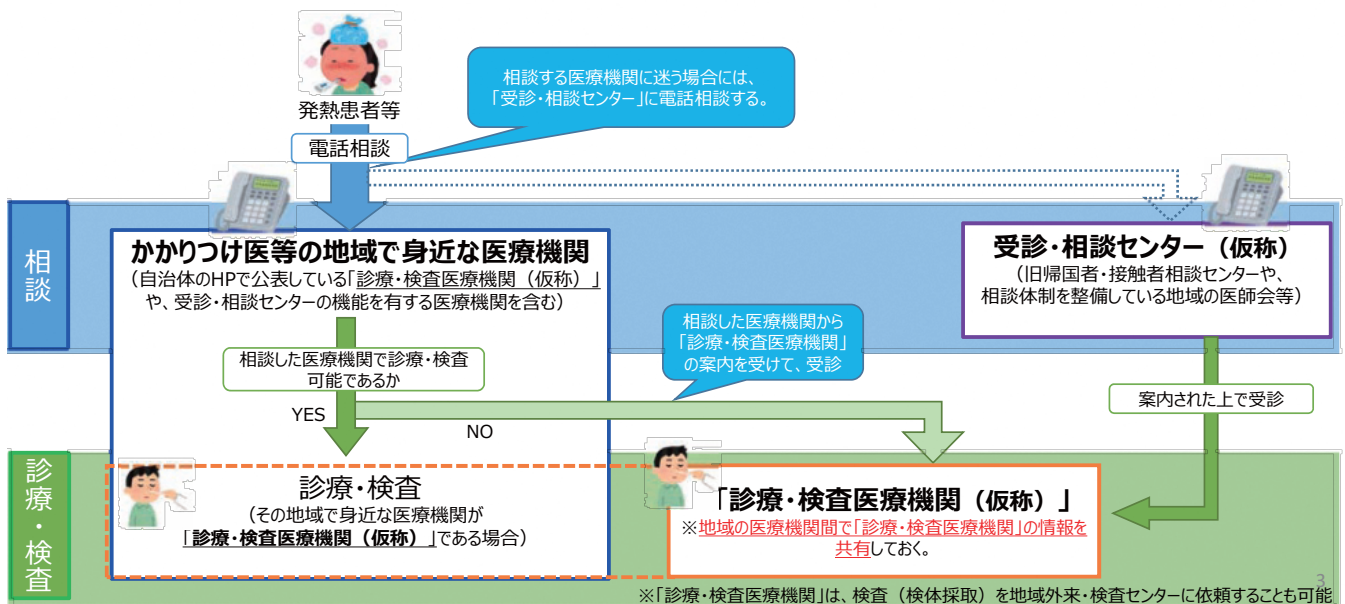 発熱患者等
相談する医療機関に迷う場合には、
「受診・相談センター」に電話相談する。
電話相談
相談
かかりつけ医等の地域で身近な医療機関
（自治体のHPで公表している「診療・検査医療機関（仮称）」
や、受診・相談センターの機能を有する医療機関を含む）
受診・相談センター（仮称）
（旧帰国者・接触者相談センターや、
相談体制を整備している地域の医師会等）
相談した医療機関から
「診療・検査医療機関」
の案内を受けて、受診
相談した医療機関で診療・検査
可能であるか
案内された上で受診
YES
NO
診療・検査
診療・検査
（その地域で身近な医療機関が
「診療・検査医療機関（仮称）」である場合）
「診療・検査医療機関（仮称）」
※地域の医療機関間で「診療・検査医療機関」の情報を
共有しておく。
3
※「診療・検査医療機関」は、検査（検体採取）を地域外来・検査センターに依頼することも可能